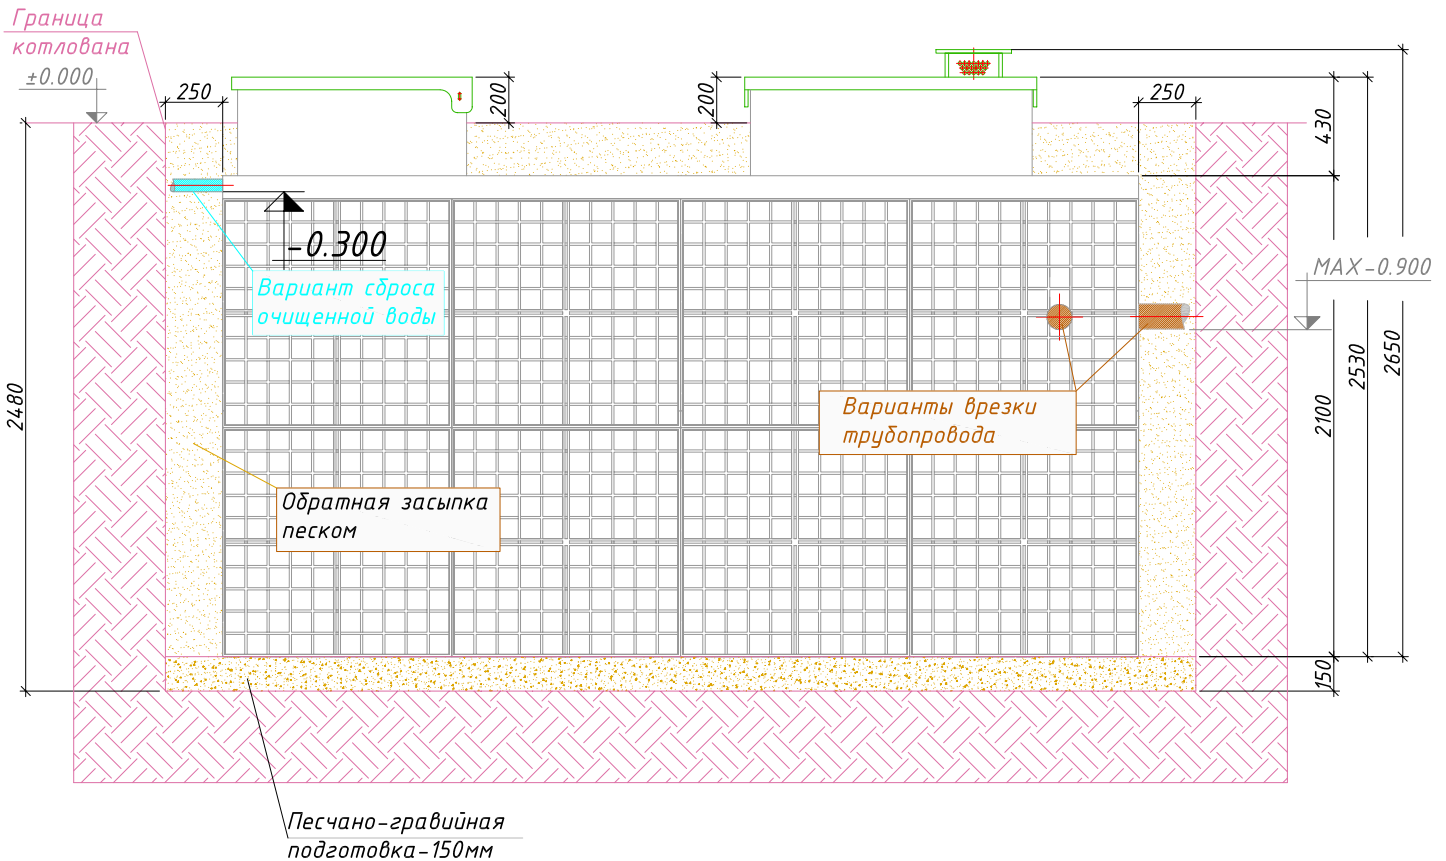 Граница
котлована
±0.000
250
200
200
250
430
-0.300
Вариант сброса
очищенной воды
MAX-0.900
2480
2530
2650
2100
Варианты врезки
трубопровода
Обратная засыпка
песком
150
Песчано-гравийная
подготовка-150мм